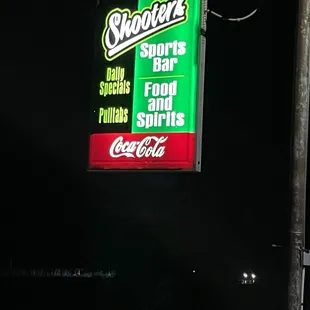 Shooters
Sports
Bar
Daily
Specials
Food
and
Spirits
Pulltabs
Coca-Cola